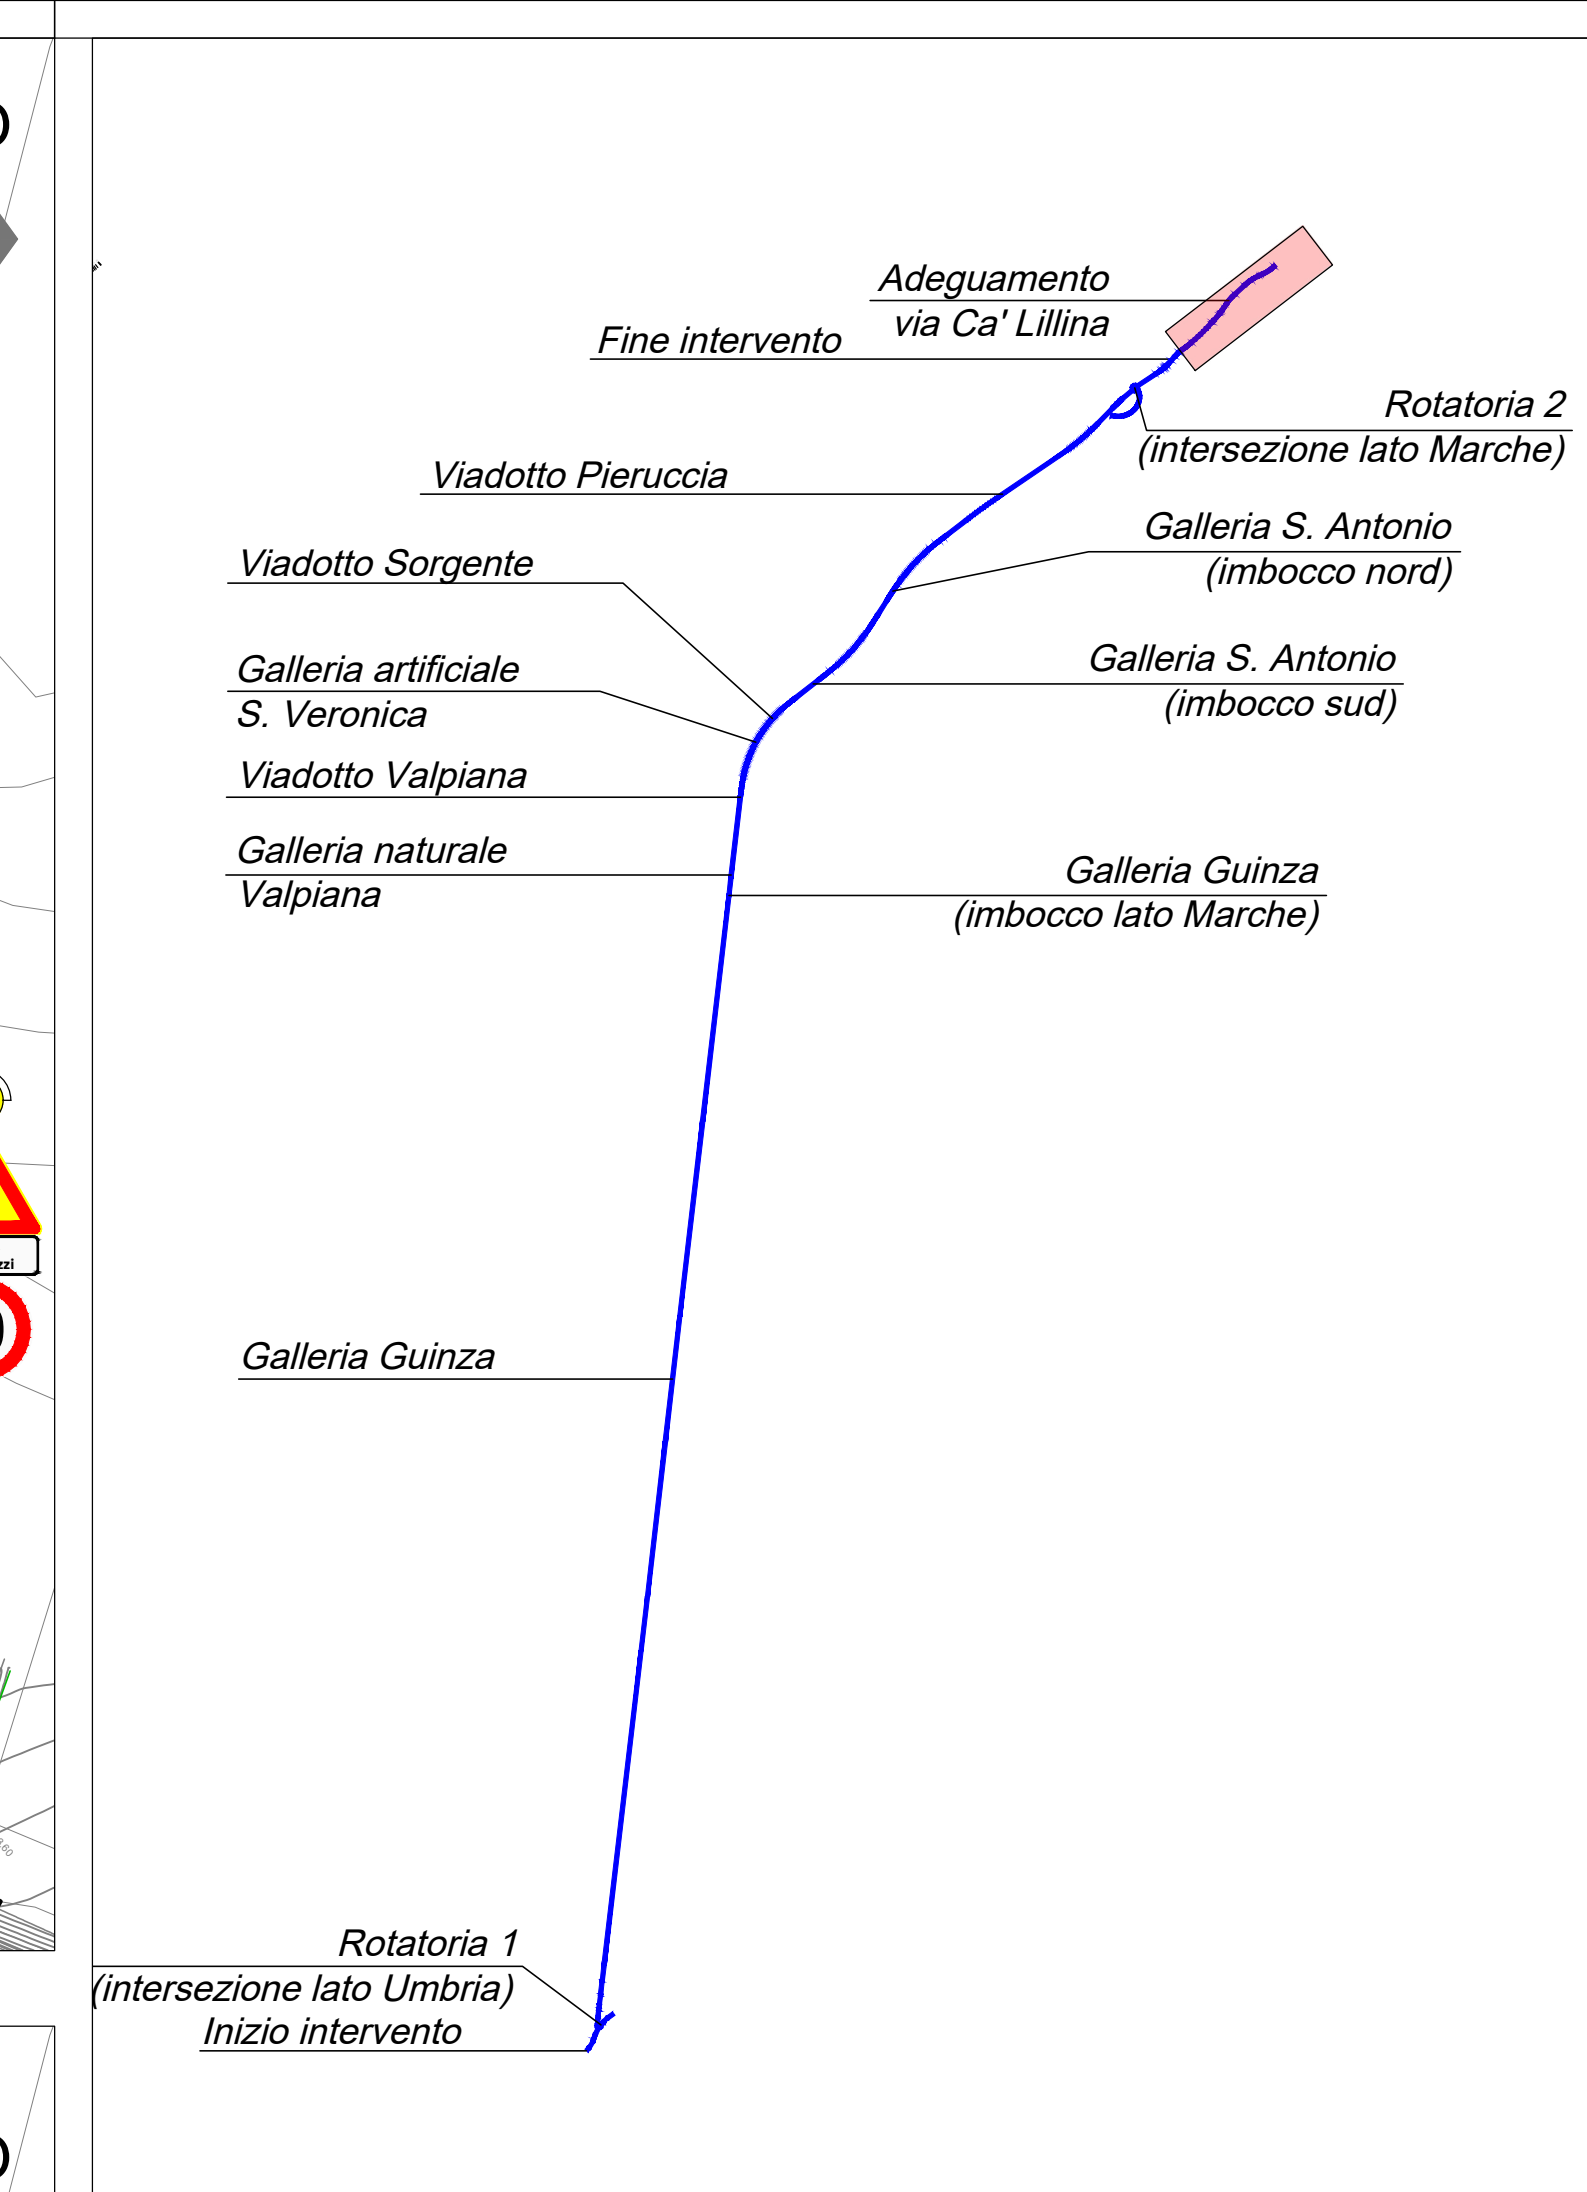 Adeguamento
via Ca' Lillina
Fine intervento
Rotatoria 2
(intersezione lato Marche)
Viadotto Pieruccia
Galleria S. Antonio
(imbocco nord)
Viadotto Sorgente
Galleria S. Antonio
(imbocco sud)
Galleria artificiale
S. Veronica
Viadotto Valpiana
Galleria naturale
Valpiana
Galleria Guinza
(imbocco lato Marche)
zzi
Galleria Guinza
Rotatoria 1
(intersezione lato Umbria)
Inizio intervento